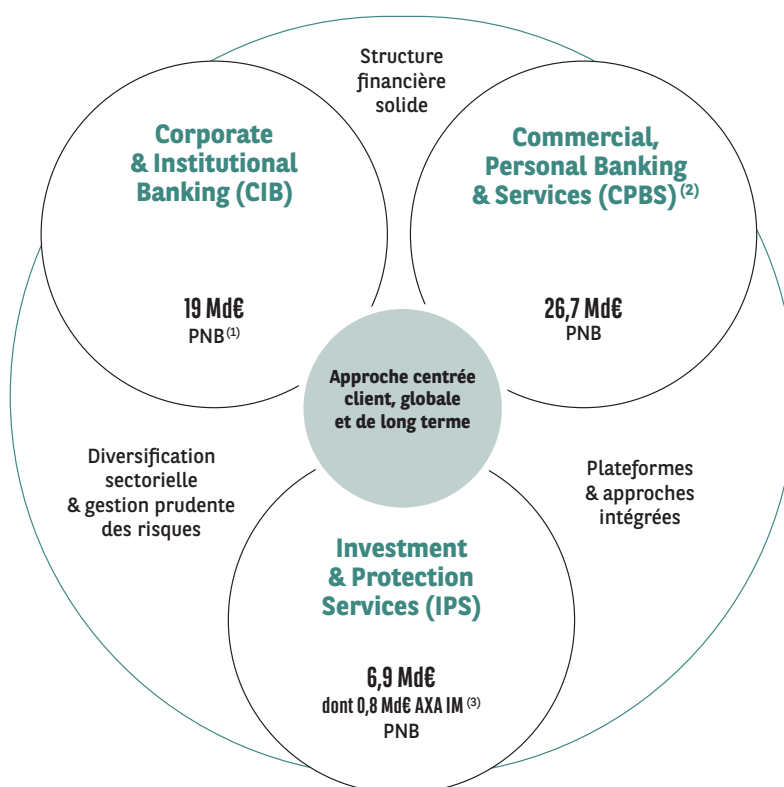 Structure
financière
solide
Corporate
& Institutional
Banking (CIB)
19 Md€
PNB (1)
Commercial,
Personal Banking
& Services (CPBS) (2)
26,7 Md€
PNB
Approche centrée
client, globale
et de long terme
Diversification
sectorielle
& gestion prudente
des risques
Plateformes
& approches
intégrées
Investment
& Protection
Services (IPS)
6,9 Md€
dont 0,8 Md€ AXA IM (3)
PNB